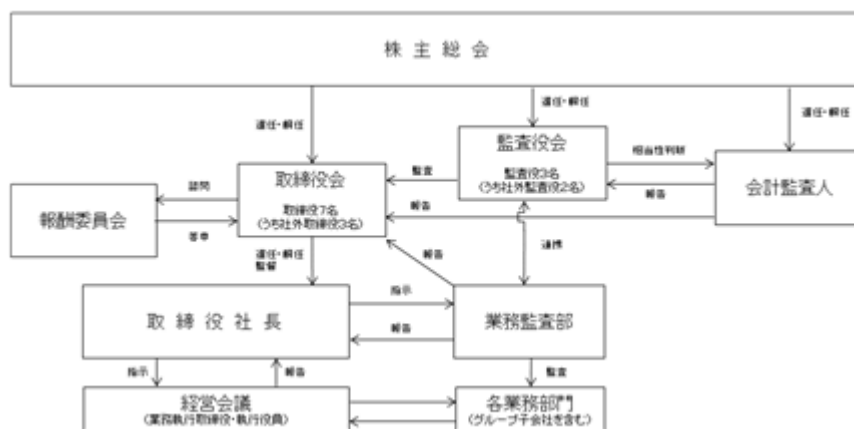 株主総会
選任・解任
選任・解任
選任・解任
監査役会
監査役3名
(うち社外監査役2名)
相当性判断
報告
会計監査人
取締役会
取締役7名
(うち社外取締役3名)
監査
報告
諮問
答申
報酬委員会
選任・解任
監督
報告
連携
取締役社長
指示
報告
業務監査部
指示
報告
監査
経営会議
(業務執行取締役・執行役員)
各業務部門
(グループ子会社を含む)